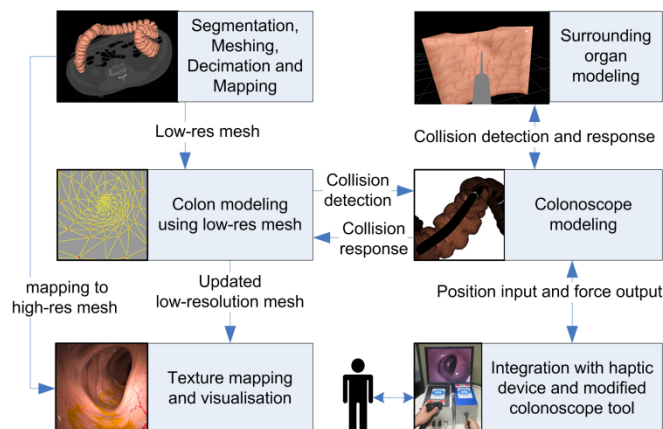 Segmentation,
Meshing,
Decimation and
Mapping
Surrounding
organ modeling
Low-res mesh
Collision detection and response
Colon modeling
using low-res mesh
Collision
detection
Collision
response
Colonoscope
modeling
mapping to
high-res mesh
Updated
low-resolution mesh
Position input and force output
Texture mapping
and visualisation
Integration with haptic
device and modified
colonoscope tool